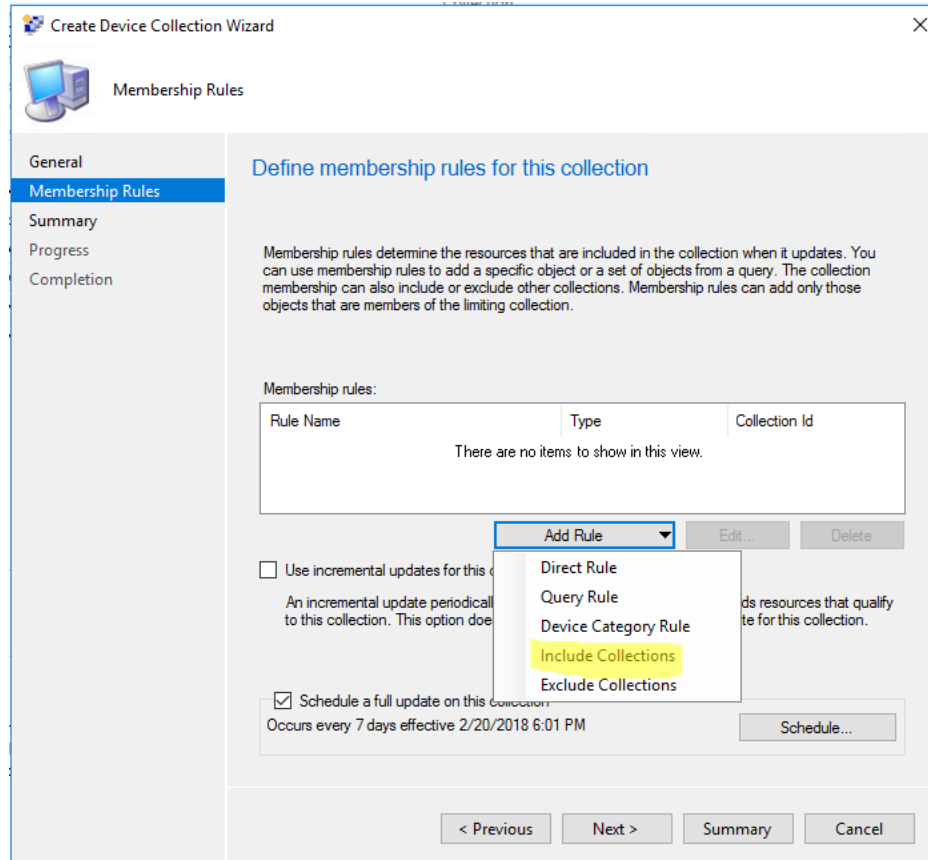 Create Device Collection Wizard
Membership Rules
General
Membership Rules
Summary
Progress
Completion
Define membership rules for this collection
Membership rules determine the resources that are included in the collection when it updates. You
can use membership rules to add a specific object or a set of objects from a query. The collection
membership can also include or exclude other collections. Membership rules can add only those
objects that are members of the limiting collection.
Membership rules:
Rule Name Type Collection Id
There are no items to show in this view.
Add Rule Edit... Delete
Direct Rule
Query Rule
Device Category Rule
Include Collections
Exclude Collections
Use incremental updates for this
An incremental update periodicall ds resources that qualify
to this collection. This option doe te for this collection.
Schedule a full update on this collection
Occurs every 7 days effective 2/20/2018 6:01 PM
Schedule...
< Previous Next > Summary Cancel